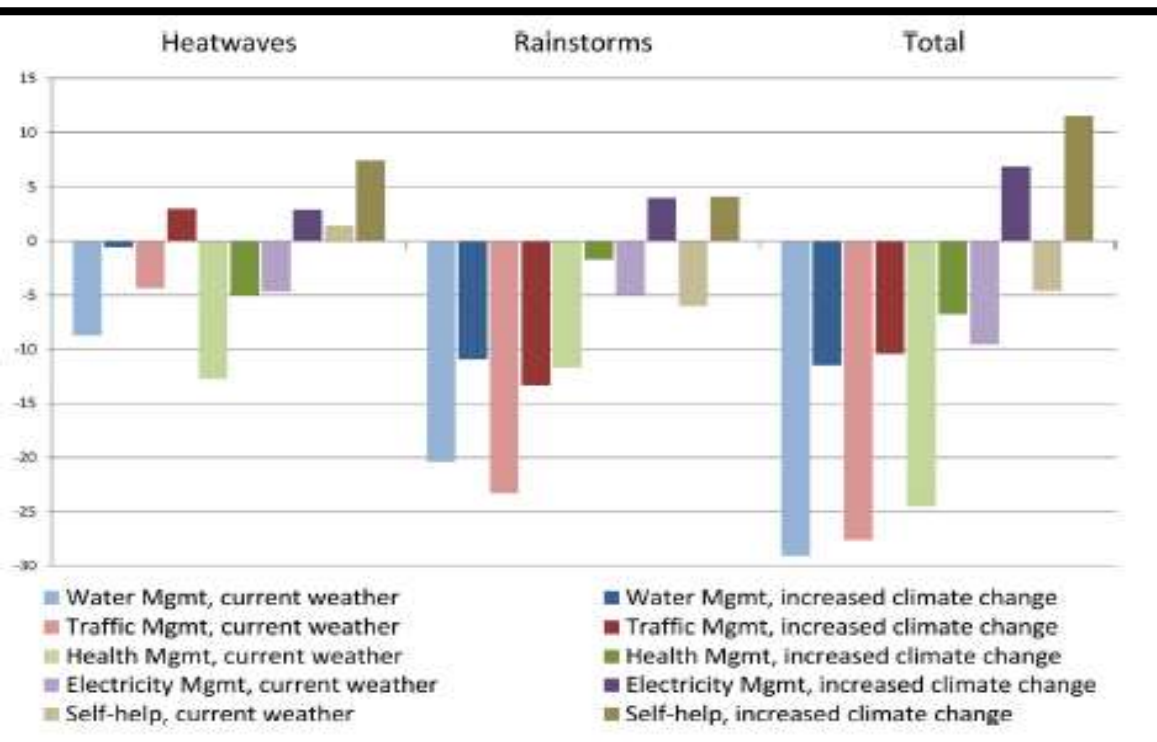 Heatwaves Rainstorms Total
15
10
5
0
-5
-10
-15
-20
-25
-30
Water Mgmt, current weather Water Mgmt, increased climate change
Traffic Mgmt, current weather Traffic Mgmt, increased climate change
Health Mgmt, current weather Health Mgmt, increased climate change
Electricity Mgmt, current weather Electricity Mgmt, increased climate change
Self-help, current weather Self-help, increased climate change